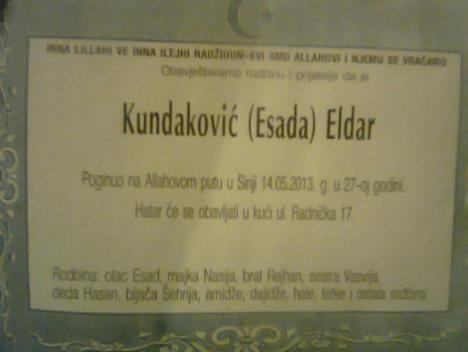 INNA LILLAHI VE INNA ILEJHI RADŽIUUN-SVI SMO ALLAHOVI I NJEMU SE VRAĆAMO
Obavještavamo rodbinu i prijatelje da je
Kundaković (Esada) Eldar
Poginuo na Allahovom putu u Siriji 14.05.2013. g. u 27-oj godini.
Hatar će se obavljati u kući ul. Radnička 17.
Rodbina: otac Esad, majka Nasija, brat Rejhan, sestra Vasvija,
deda Hasan, bijača Šehrija, amidže, dajidže, hale, tetke i ostala rodbina